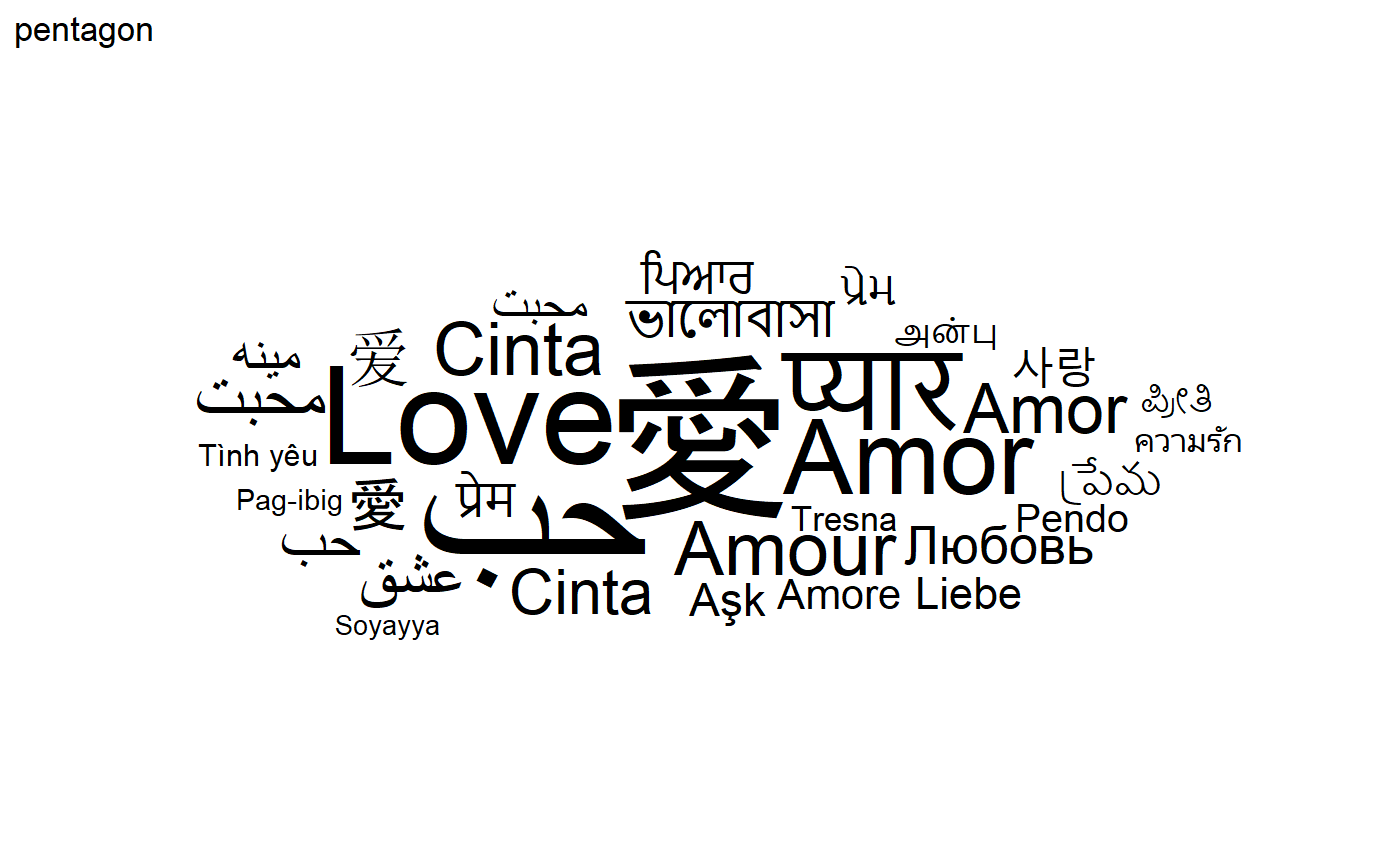 pentagon
ਪਿਆਰ
પ્રેમ
محبت
ভালোবাসা
Cinta
அன்பு
爱
مينه
사랑
محبت
Love
愛
प्यार
Amor
ಪ್ರೀತಿ
ความรัก
Tình yêu
Amor
ప్రేమ
Pag-ibig
愛
प्रेम
حب
Tresna
Pendo
حب
Amour
Любовь
عشق
Cinta
Aşk
Amore
Liebe
Soyayya